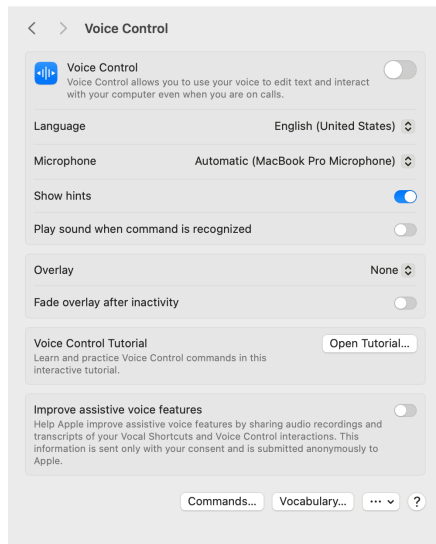 Voice Control
Voice Control
Voice Control allows you to use your voice to edit text and interact
with your computer even when you are on calls.
Language English (United States)
Microphone Automatic (MacBook Pro Microphone)
Show hints
Play sound when command is recognized
Overlay None
Fade overlay after inactivity
Voice Control Tutorial Open Tutorial...
Learn and practice Voice Control commands in this
interactive tutorial.
Improve assistive voice features
Help Apple improve assistive voice features by sharing audio recordings and
transcripts of your Vocal Shortcuts and Voice Control interactions. This
information is sent only with your consent and is submitted anonymously to
Apple.
Commands... Vocabulary... ... ?